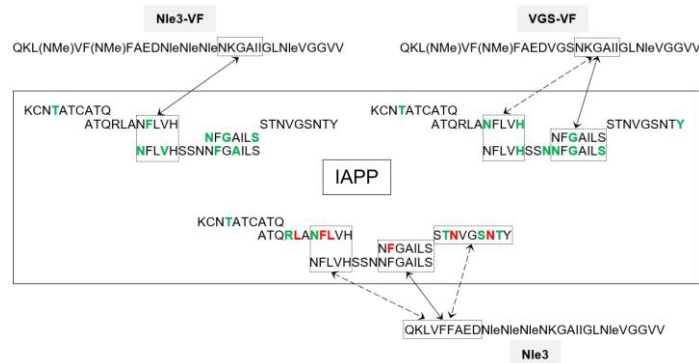 Nle3-VF
VGS-VF
QKL(NMe)VF(NMe)FAEDNleNleNleNKGAIIGLNleVGGVV
QKL(NMe)VF(NMe)FAEDVGSNKGAIIGLNleVGGVV
KCNTATCATQ
ATQRLANFLVH
STNVGSNTY
NFGAILS
NFLVHSSNNFGAILS
KCNTATCATQ
ATQRLANFLVH
STNVGSNTY
NFGAILS
NFLVHSSNNFGAILS
IAPP
KCNTATCATQ
ATQRLANFLVH
STNVGSNTY
NFGAILS
NFLVHSSNNFGAILS
QKLVFFAEDNleNleNleNKGAIIGLNleVGGVV
Nle3